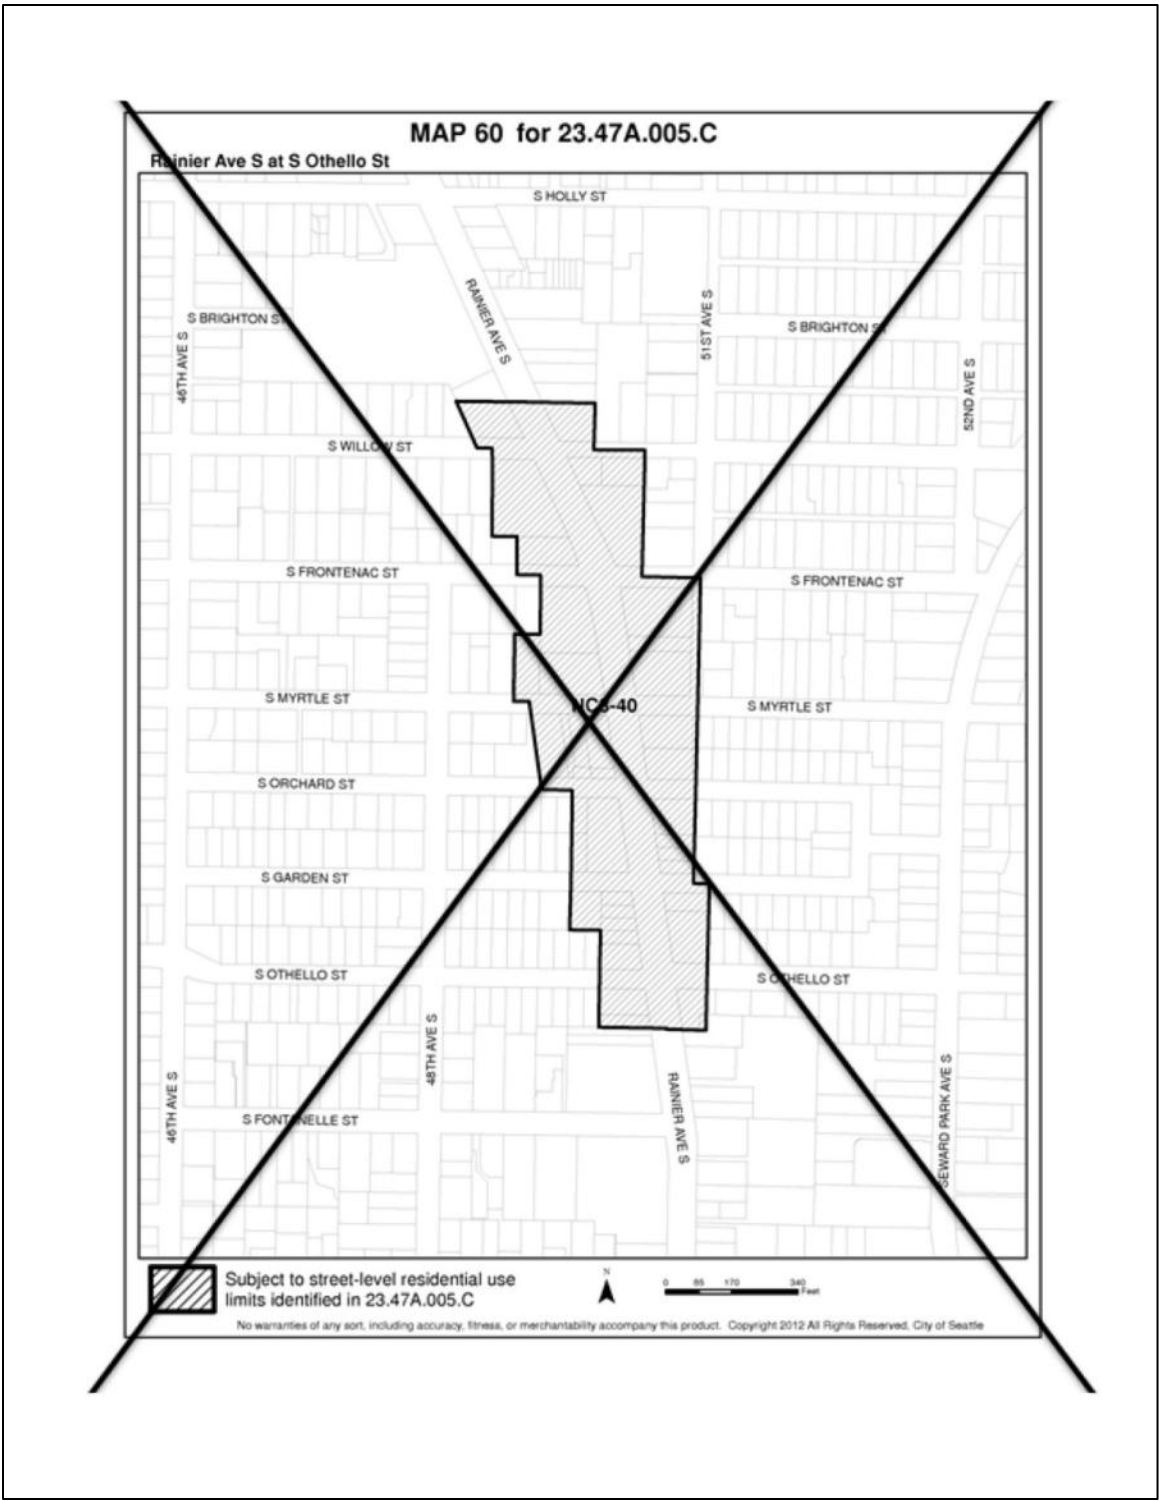 MAP 60 for 23.47A.005.C
Rainier Ave S at S Othello St
S HOLLY ST
RAINIER AVE S
51ST AVE S
S BRIGHTON ST
S BRIGHTON ST
46TH AVE S
52ND AVE S
S WILLOW ST
S FRONTENAC ST
S FRONTENAC ST
S MYRTLE ST
NC3-40
S MYRTLE ST
S ORCHARD ST
S GARDEN ST
S OTHELLO ST
S OTHELLO ST
48TH AVE S
46TH AVE S
RAINIER AVE S
SEWARD PARK AVE S
S FONTANELLE ST
Subject to street-level residential use
limits identified in 23.47A.005.C
N
0 85 170 340
Feet
No warranties of any sort, including accuracy, fitness, or merchantability accompany this product. Copyright 2012 All Rights Reserved, City of Seattle